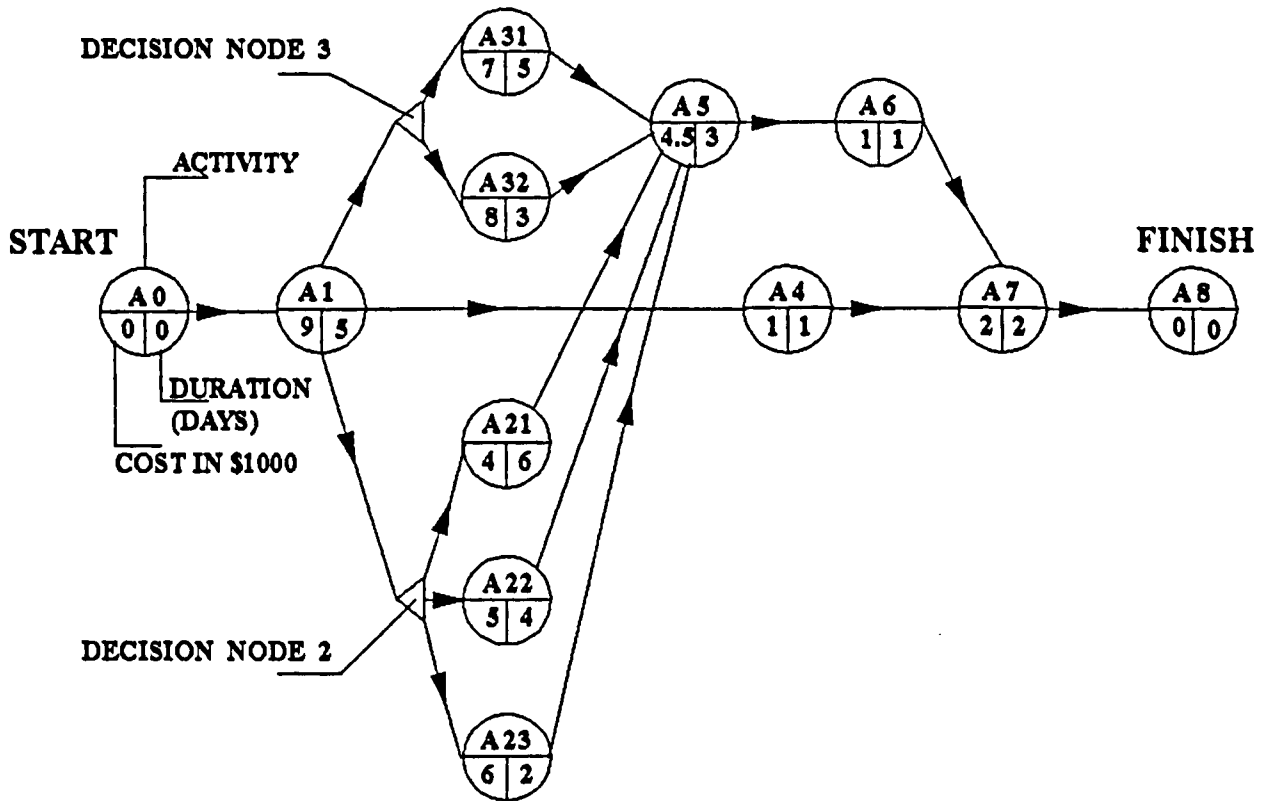 A31
7 5
DECISION NODE 3
A5
4.5 3
A6
1 1
ACTIVITY
A32
8 3
START
FINISH
A0
0 0
A1
9 5
A4
1 1
A7
2 2
A8
0 0
DURATION
(DAYS)
COST IN $1000
A21
4 6
A22
5 4
DECISION NODE 2
A23
6 2